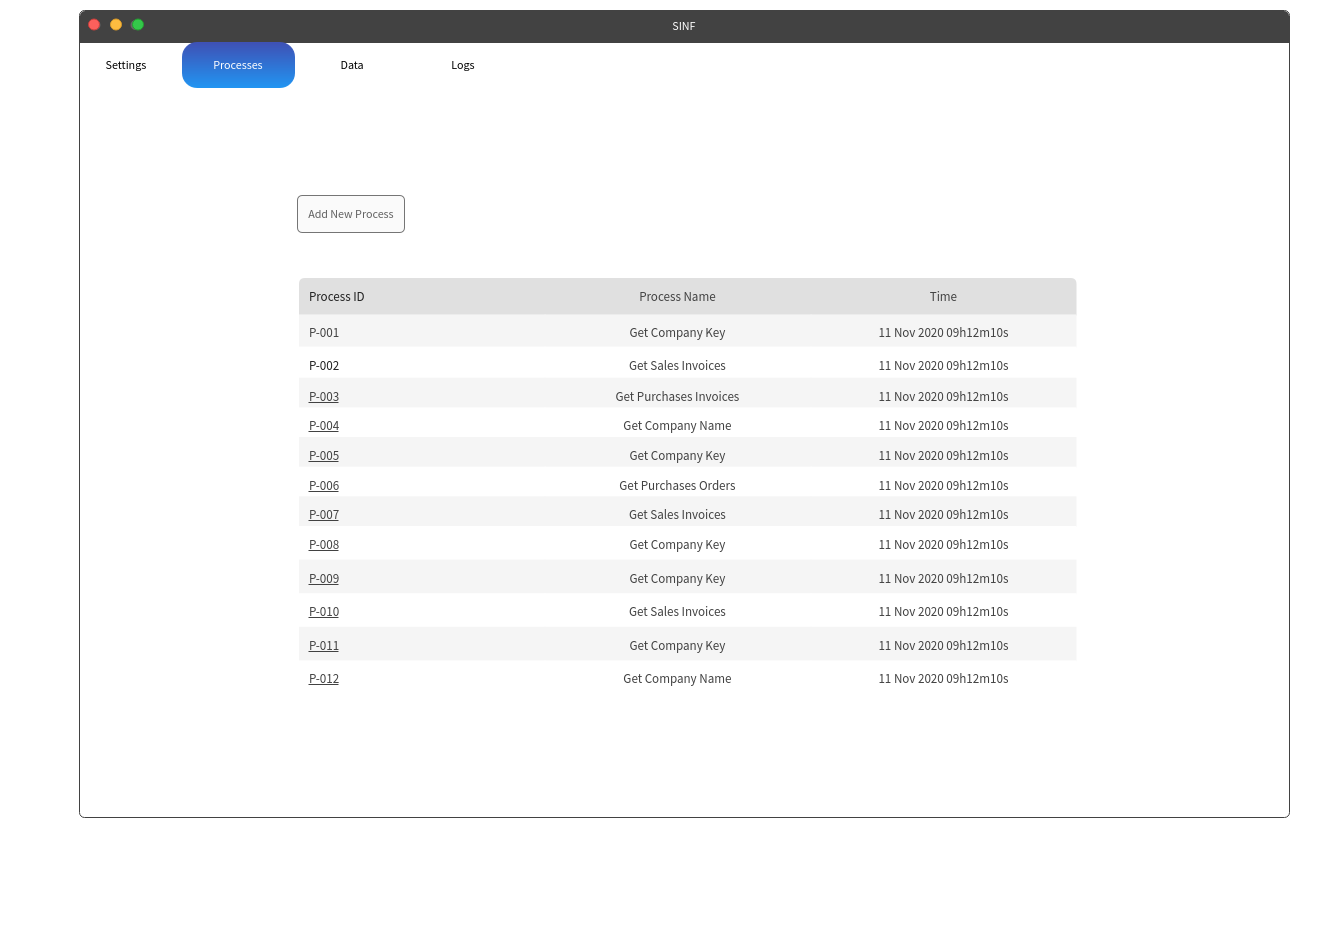 SINF
Settings Processes Data Logs
Add New Process
Process ID Process Name Time
P-001 Get Company Key 11 Nov 2020 09h12m10s
P-002 Get Sales Invoices 11 Nov 2020 09h12m10s
P-003 Get Purchases Invoices 11 Nov 2020 09h12m10s
P-004 Get Company Name 11 Nov 2020 09h12m10s
P-005 Get Company Key 11 Nov 2020 09h12m10s
P-006 Get Purchases Orders 11 Nov 2020 09h12m10s
P-007 Get Sales Invoices 11 Nov 2020 09h12m10s
P-008 Get Company Key 11 Nov 2020 09h12m10s
P-009 Get Company Key 11 Nov 2020 09h12m10s
P-010 Get Sales Invoices 11 Nov 2020 09h12m10s
P-011 Get Company Key 11 Nov 2020 09h12m10s
P-012 Get Company Name 11 Nov 2020 09h12m10s